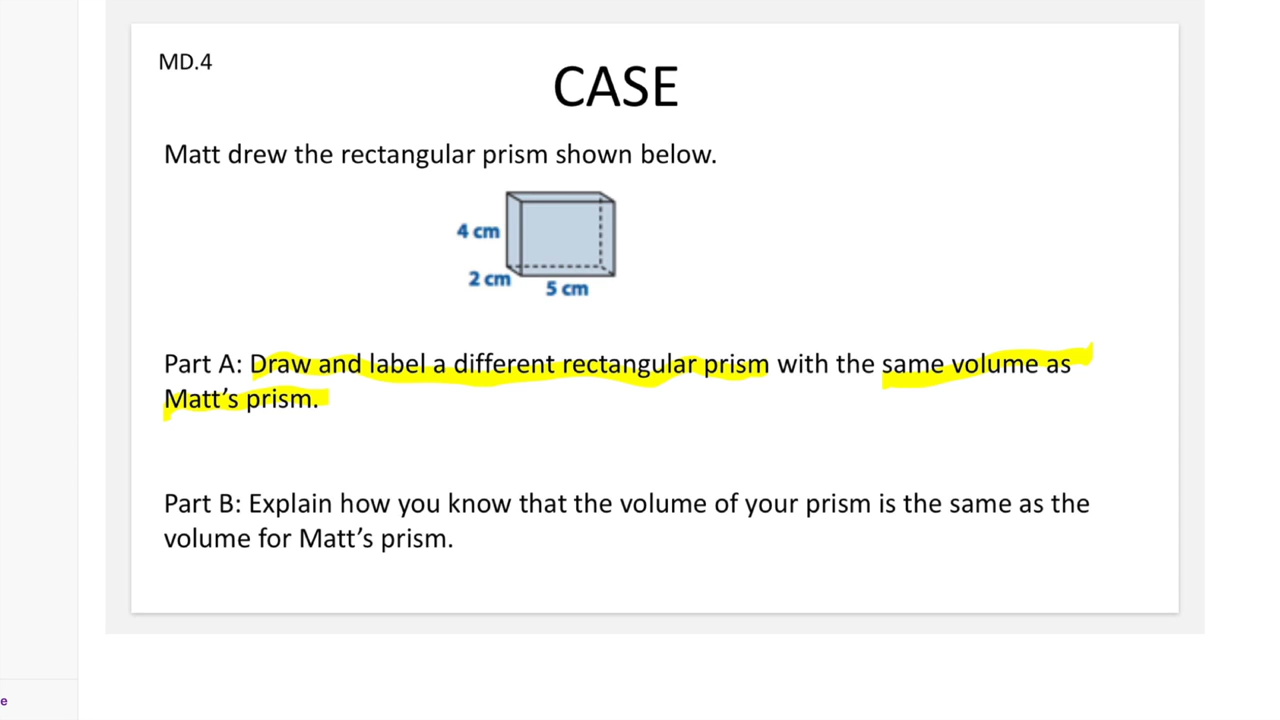 MD.4
CASE
Matt drew the rectangular prism shown below.
4 cm
2 cm
5 cm
Part A: Draw and label a different rectangular prism with the same volume as
Matt’s prism.
Part B: Explain how you know that the volume of your prism is the same as the
volume for Matt’s prism.
e